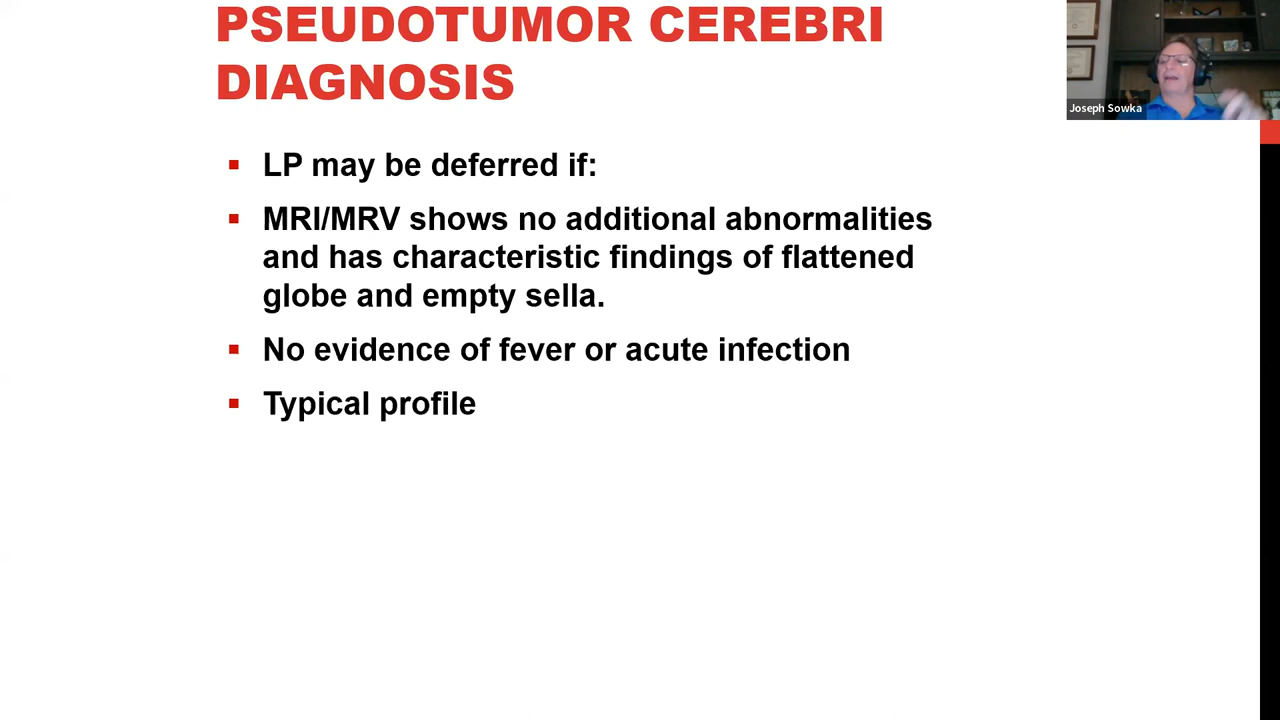 PSEUDOTUMOR CEREBRI
DIAGNOSIS
Joseph Sowka
▪ LP may be deferred if:
▪ MRI/MRV shows no additional abnormalities
and has characteristic findings of flattened
globe and empty sella.
▪ No evidence of fever or acute infection
▪ Typical profile